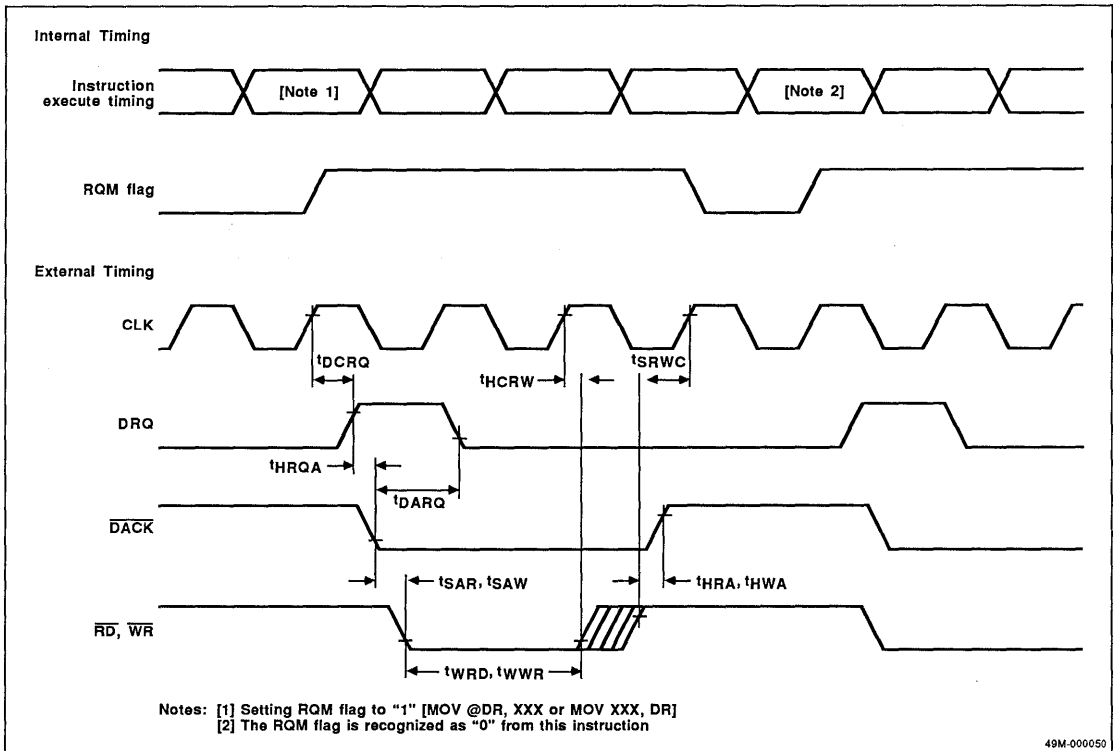 Internal Timing
Instruction
execute timing
[Note 1]
[Note 2]
RQM flag
External Timing
CLK
tDCRQ
tHCRW
tSRWC
DRQ
tHRQA
tDARQ
DACK
tSAR, tSAW
tHRA, tHWA
RD, WR
tWRD, tWWR
Notes: [1] Setting RQM flag to “1” [MOV @DR, XXX or MOV XXX, DR]
[2] The RQM flag is recognized as “0” from this instruction
49M-000050